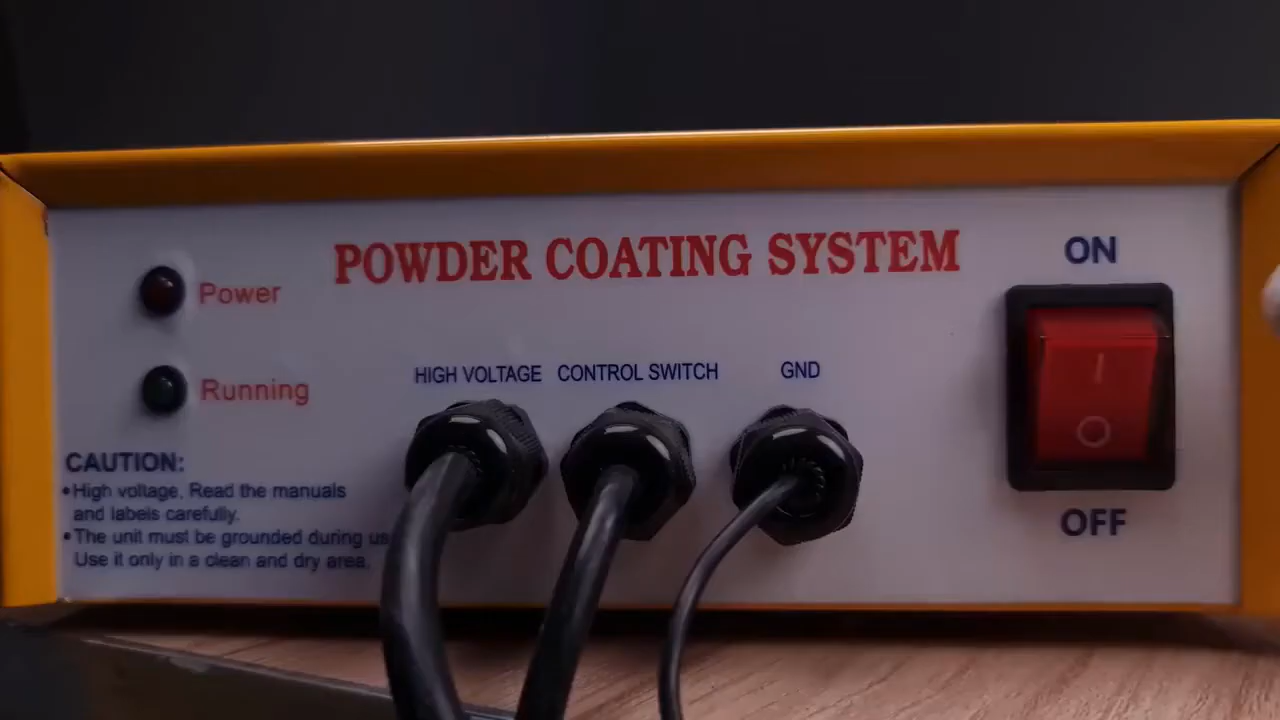 POWDER COATING SYSTEM
ON
Power
HIGH VOLTAGE CONTROL SWITCH GND
Running
CAUTION:
•High voltage. Read the manuals
and labels carefully.
•The unit must be grounded during us
Use it only in a clean and dry area.
OFF